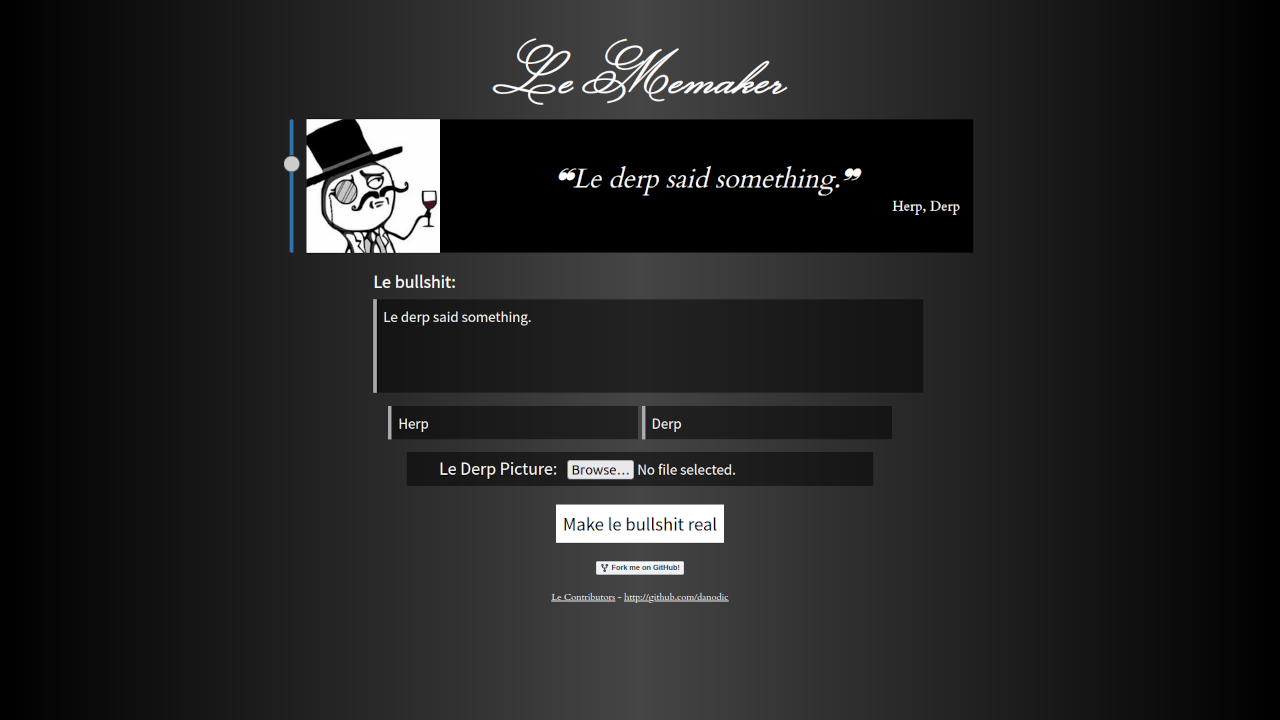 Le Memaker
❝Le derp said something.❞
Herp, Derp
Le bullshit:
Le derp said something.
Herp Derp
Le Derp Picture: Browse... No file selected.
Make le bullshit real
Fork me on GitHub!
Le Contributors - http://github.com/danodic